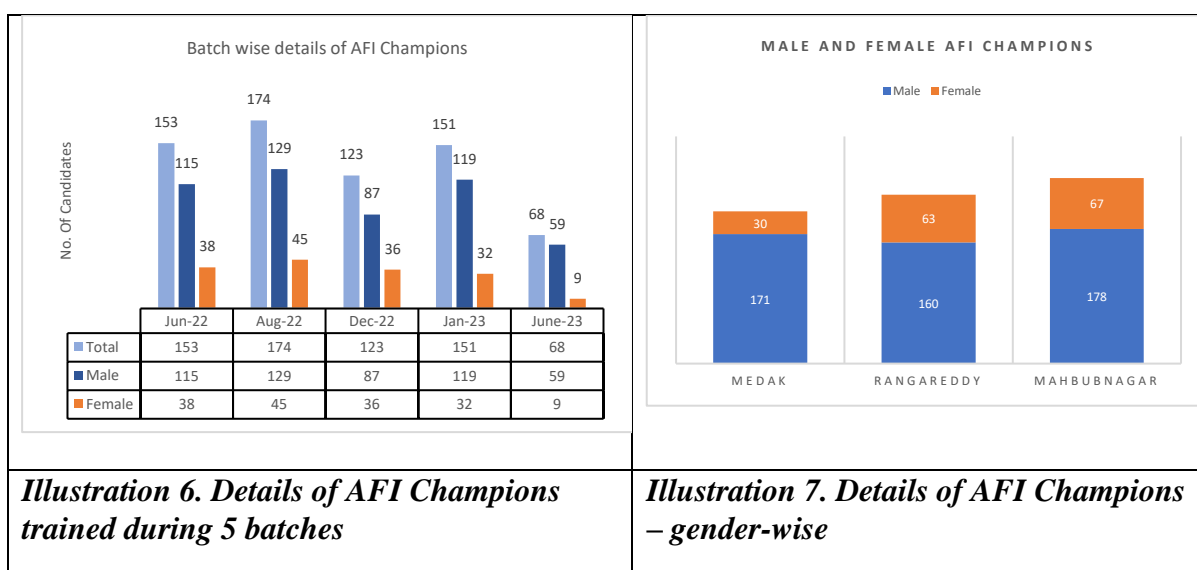 Batch wise details of AFI Champions
No. Of Candidates
153
115
38
174
129
45
123
87
36
151
119
32
68
59
9
Jun-22 Aug-22 Dec-22 Jan-23 June-23
Total 153 174 123 151 68
Male 115 129 87 119 59
Female 38 45 36 32 9
Illustration 6. Details of AFI Champions
trained during 5 batches
MALE AND FEMALE AFI CHAMPIONS
Male Female
30
171
63
160
67
178
MEDAK RANGAREDDY MAHBUBNAGAR
Illustration 7. Details of AFI Champions
– gender-wise